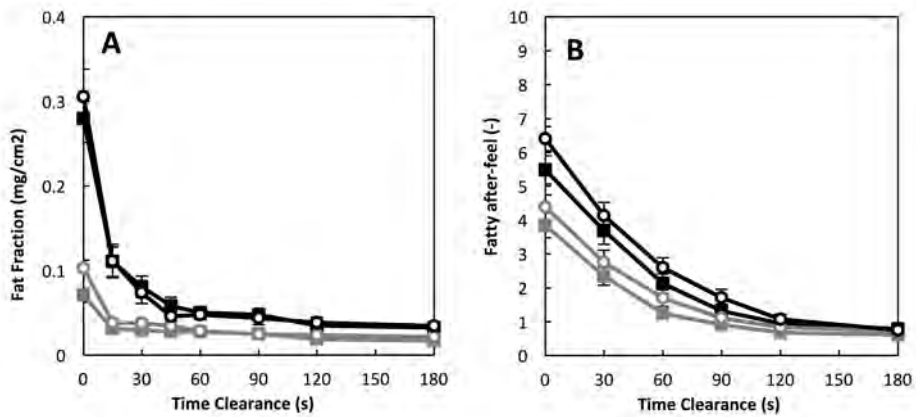 A
0.4
0.3
0.2
0.1
0
0 30 60 90 120 150 180
Fat Fraction (mg/cm2)
Time Clearance (s)
B
10
9
8
7
6
5
4
3
2
1
0
0 30 60 90 120 150 180
Fatty after-feel (-)
Time Clearance (s)